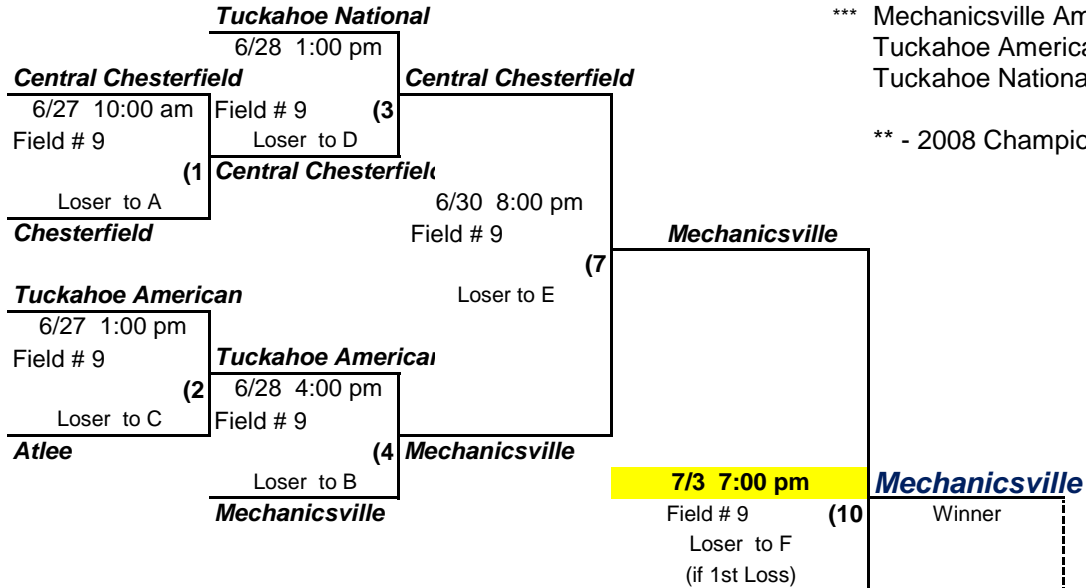 Tuckahoe National
*** Mechanicsville Am
6/28 1:00 pm
Tuckahoe America
Central Chesterfield
Central Chesterfield
Tuckahoe Nationa
6/27 10:00 am
Field # 9
(3
Field # 9
Loser to D
** - 2008 Champio
(1
Central Chesterfiel
Loser to A
6/30 8:00 pm
Chesterfield
Field # 9
Mechanicsville
(7
Tuckahoe American
Loser to E
6/27 1:00 pm
Field # 9
Tuckahoe America
(2
6/28 4:00 pm
Loser to C
Field # 9
Atlee
(4
Mechanicsville
Loser to B
7/3 7:00 pm
Mechanicsville
Mechanicsville
Field # 9
(10
Winner
Loser to F
(if 1st Loss)